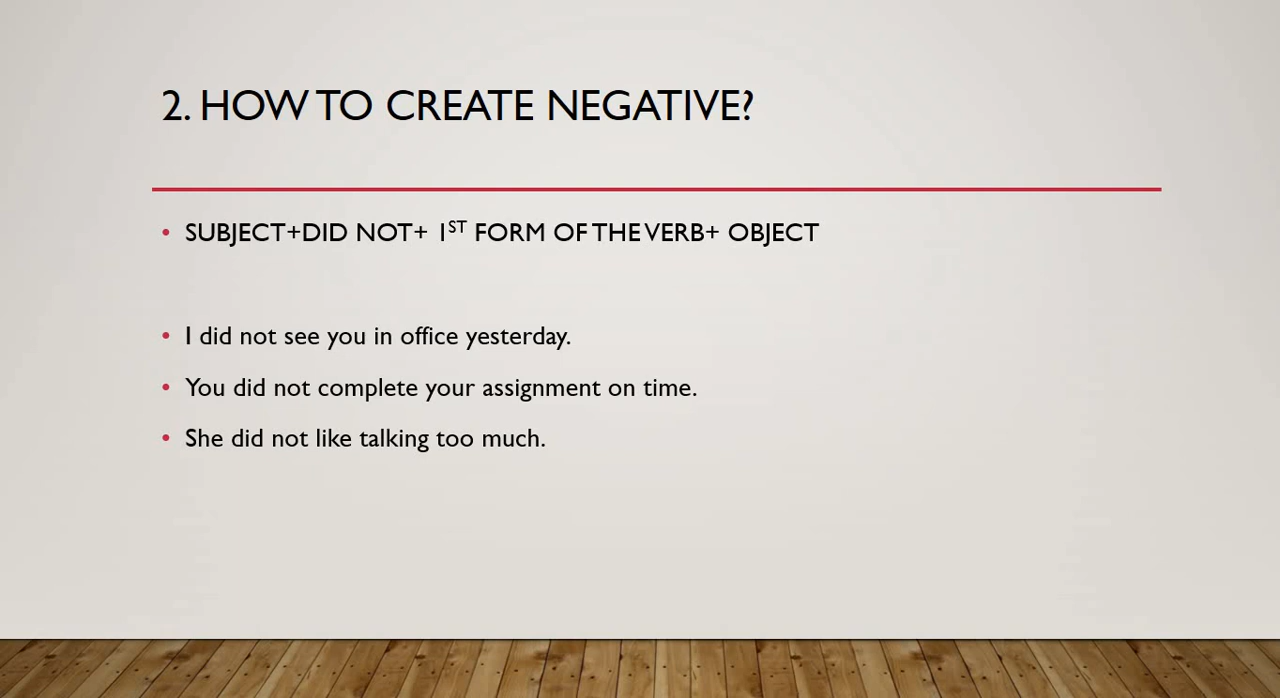 2. HOW TO CREATE NEGATIVE?
• SUBJECT+DID NOT+ 1ST FORM OF THE VERB+ OBJECT
• I did not see you in office yesterday.
• You did not complete your assignment on time.
• She did not like talking too much.